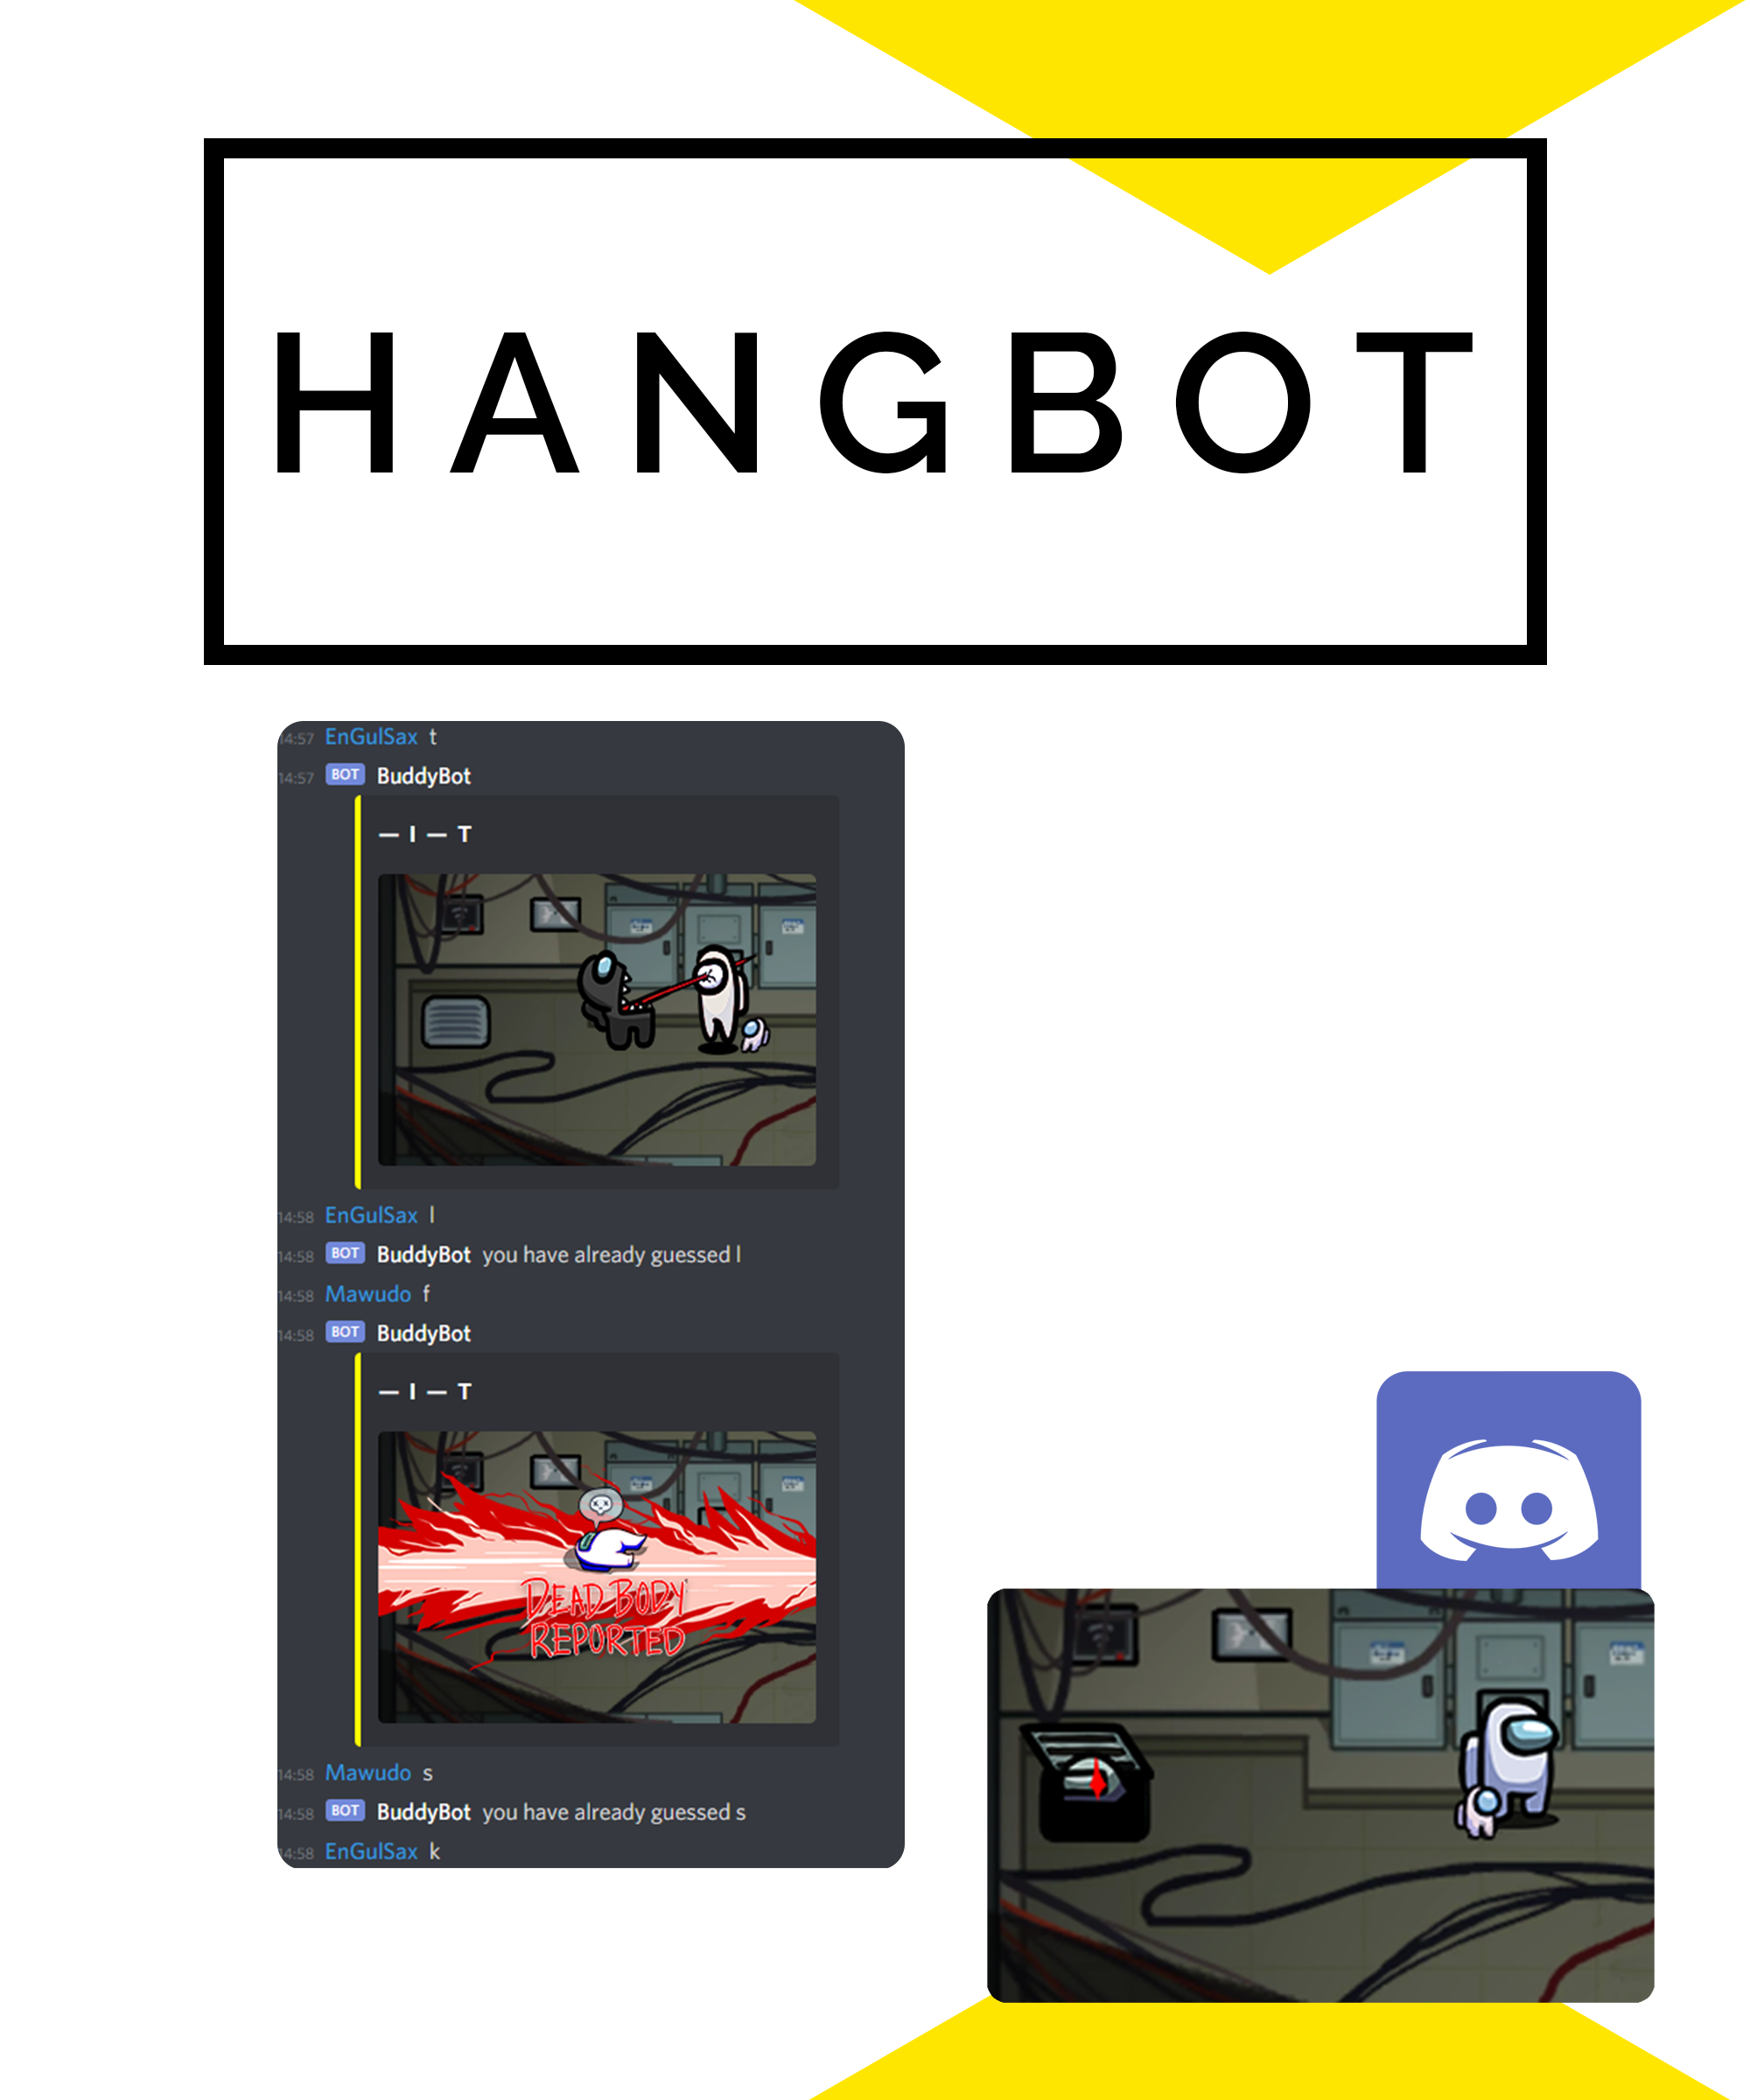 HANGBOT
14:57 EnGulSax t
14:57 BOT BuddyBot
— I — T
14:58 EnGulSax l
14:58 BOT BuddyBot you have already guessed l
14:58 Mawudo f
14:58 BOT BuddyBot
— I — T
DEAD BODY
REPORTED
14:58 Mawudo s
14:58 BOT BuddyBot you have already guessed s
14:58 EnGulSax k